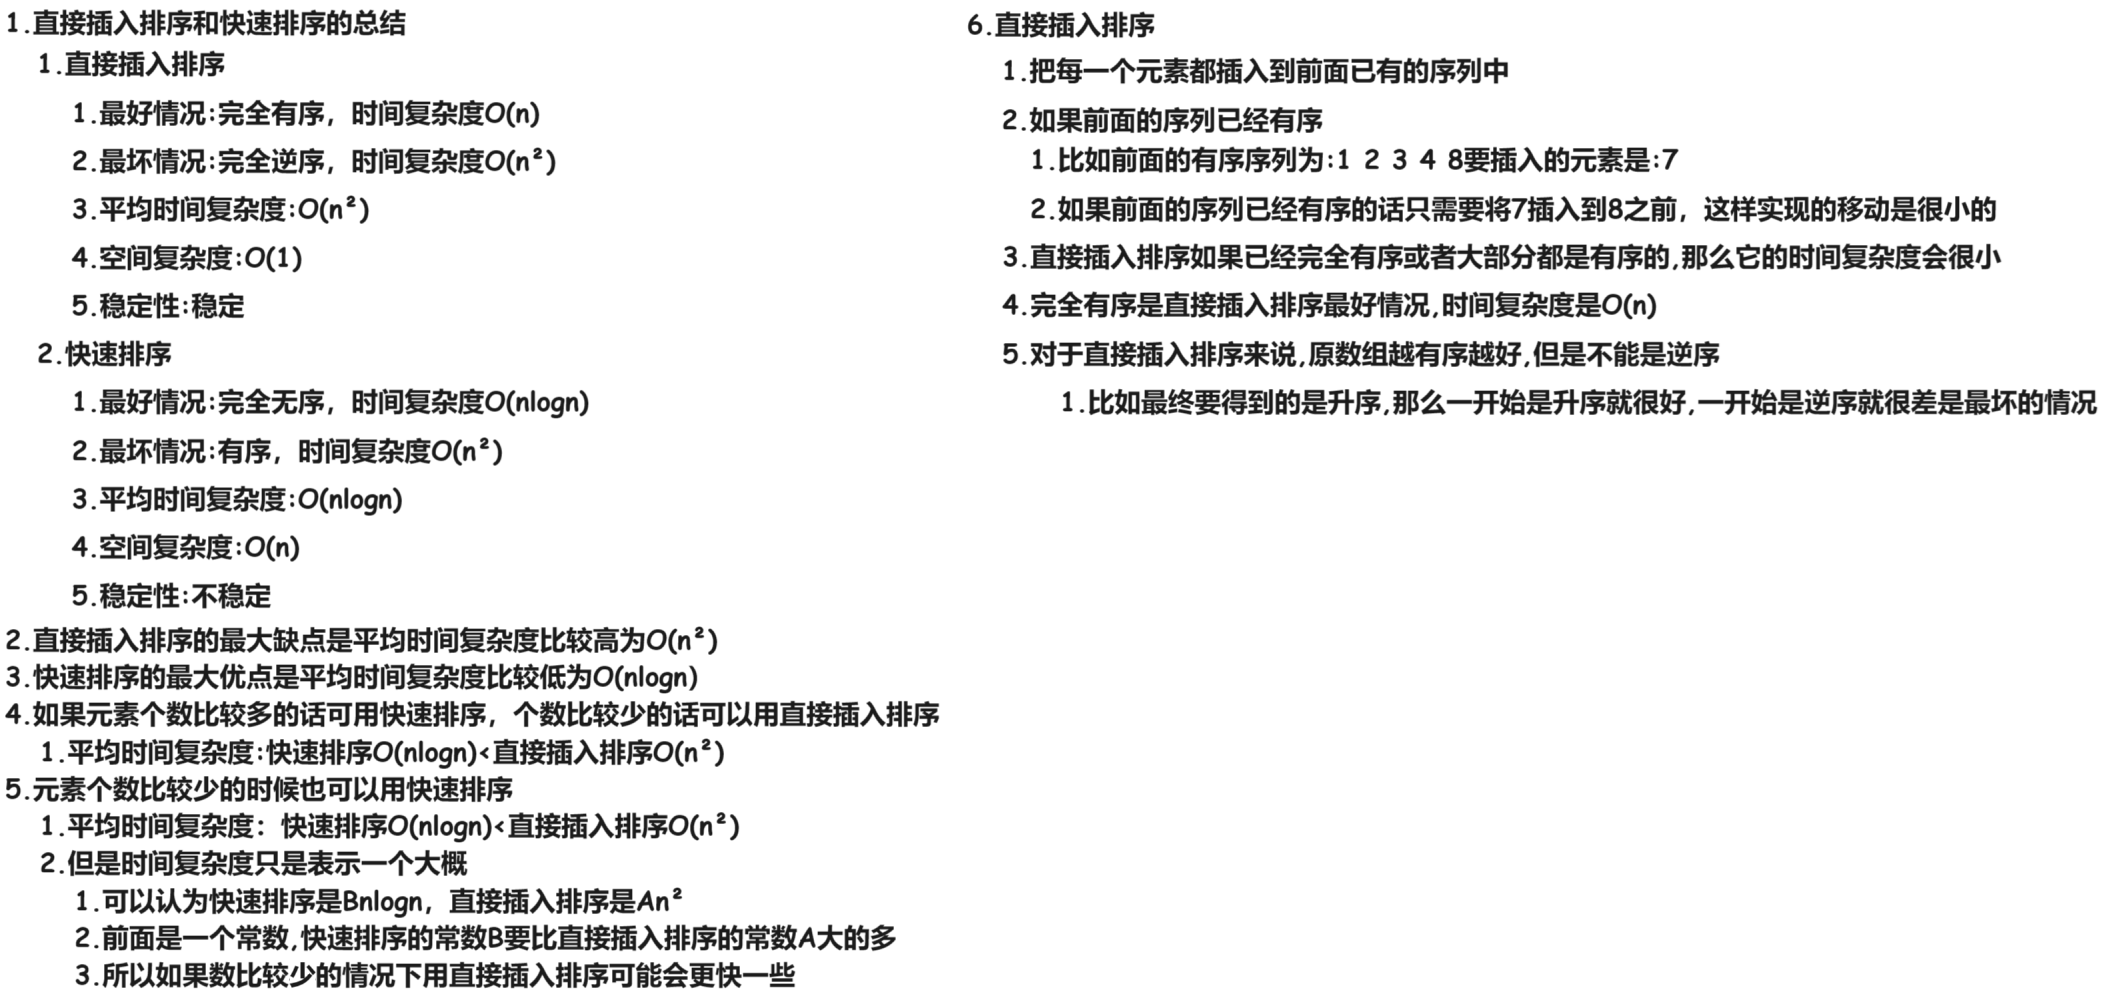 1.直接插入排序和快速排序的总结
1.直接插入排序
1.最好情况:完全有序，时间复杂度O(n)
2.最坏情况:完全逆序，时间复杂度O(n²)
3.平均时间复杂度:O(n²)
4.空间复杂度:O(1)
5.稳定性:稳定
2.快速排序
1.最好情况:完全无序，时间复杂度O(nlogn)
2.最坏情况:有序，时间复杂度O(n²)
3.平均时间复杂度:O(nlogn)
4.空间复杂度:O(n)
5.稳定性:不稳定
2.直接插入排序的最大缺点是平均时间复杂度比较高为O(n²)
3.快速排序的最大优点是平均时间复杂度比较低为O(nlogn)
4.如果元素个数比较多的话可用快速排序，个数比较少的话可以用直接插入排序
1.平均时间复杂度:快速排序O(nlogn)<直接插入排序O(n²)
5.元素个数比较少的时候也可以用快速排序
1.平均时间复杂度：快速排序O(nlogn)<直接插入排序O(n²)
2.但是时间复杂度只是表示一个大概
1.可以认为快速排序是Bnlogn，直接插入排序是An²
2.前面是一个常数,快速排序的常数B要比直接插入排序的常数A大的多
3.所以如果数比较少的情况下用直接插入排序可能会更快一些
6.直接插入排序
1.把每一个元素都插入到前面已有的序列中
2.如果前面的序列已经有序
1.比如前面的有序序列为:1 2 3 4 8要插入的元素是:7
2.如果前面的序列已经有序的话只需要将7插入到8之前，这样实现的移动是很小的
3.直接插入排序如果已经完全有序或者大部分都是有序的,那么它的时间复杂度会很小
4.完全有序是直接插入排序最好情况,时间复杂度是O(n)
5.对于直接插入排序来说,原数组越有序越好,但是不能是逆序
1.比如最终要得到的是升序,那么一开始是升序就很好,一开始是逆序就很差是最坏的情况